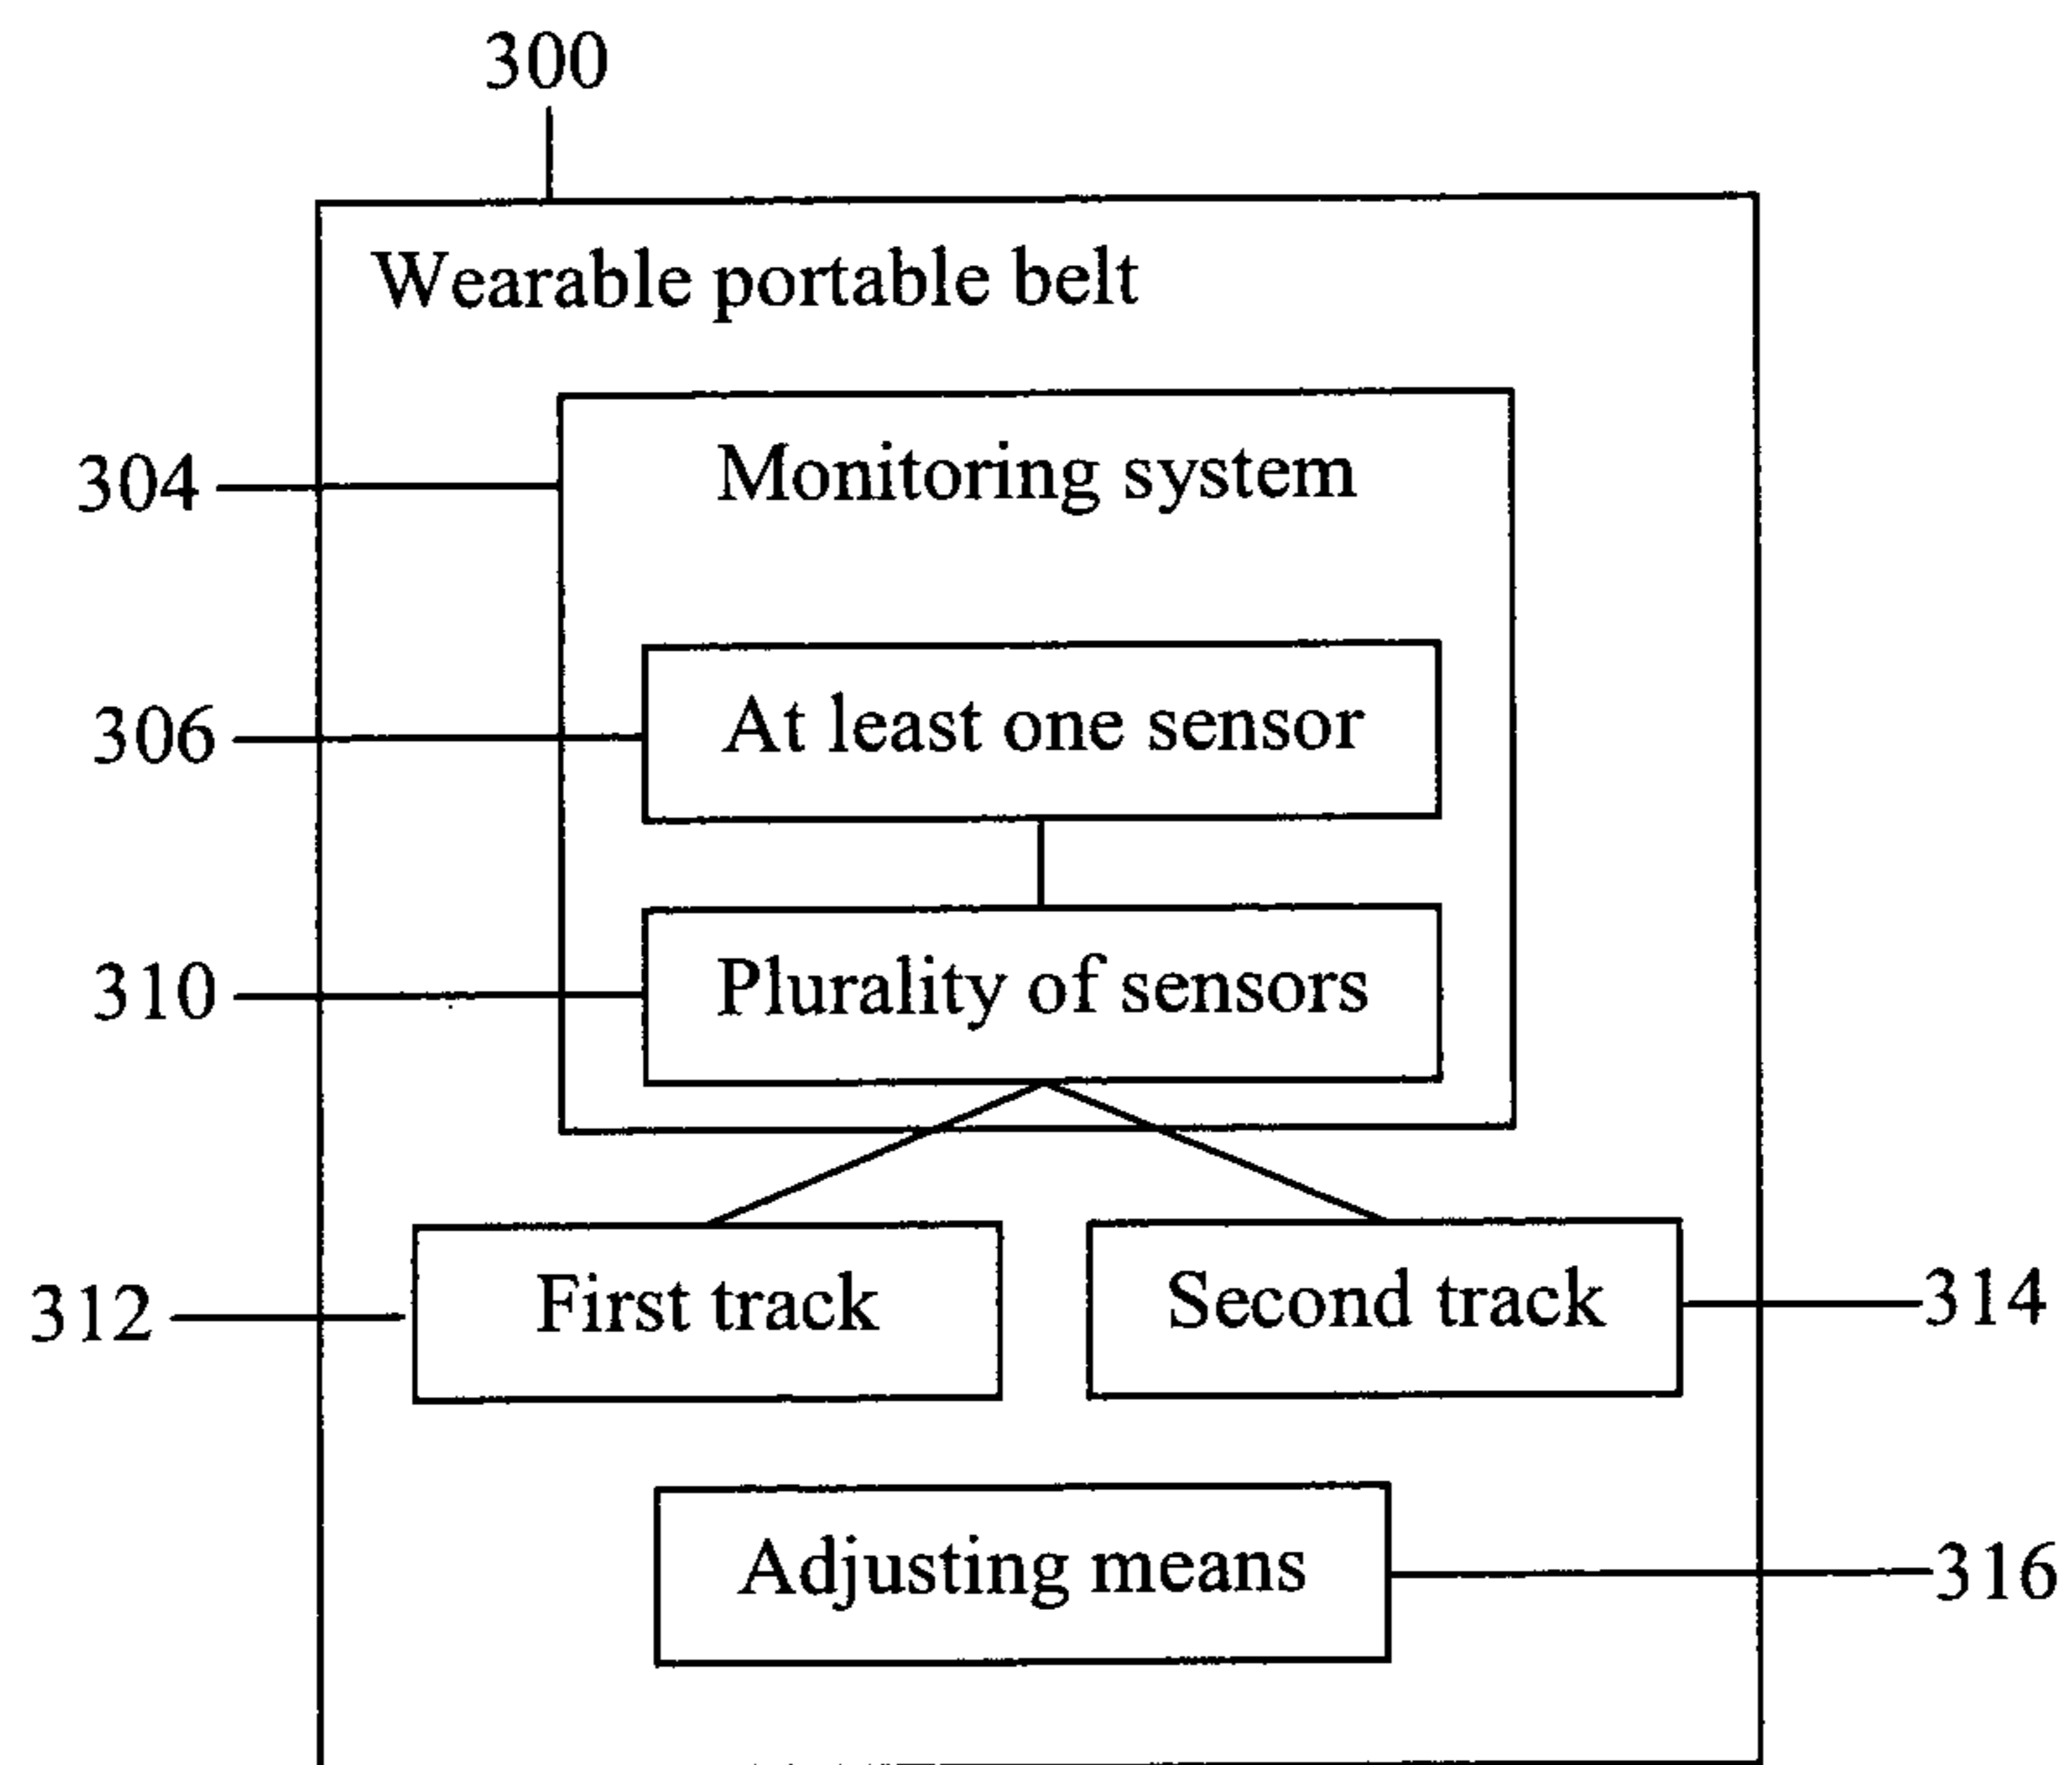 300
Wearable portable belt
304
Monitoring system
306
At least one sensor
310
Plurality of sensors
312
First track
Second track
314
Adjusting means
316